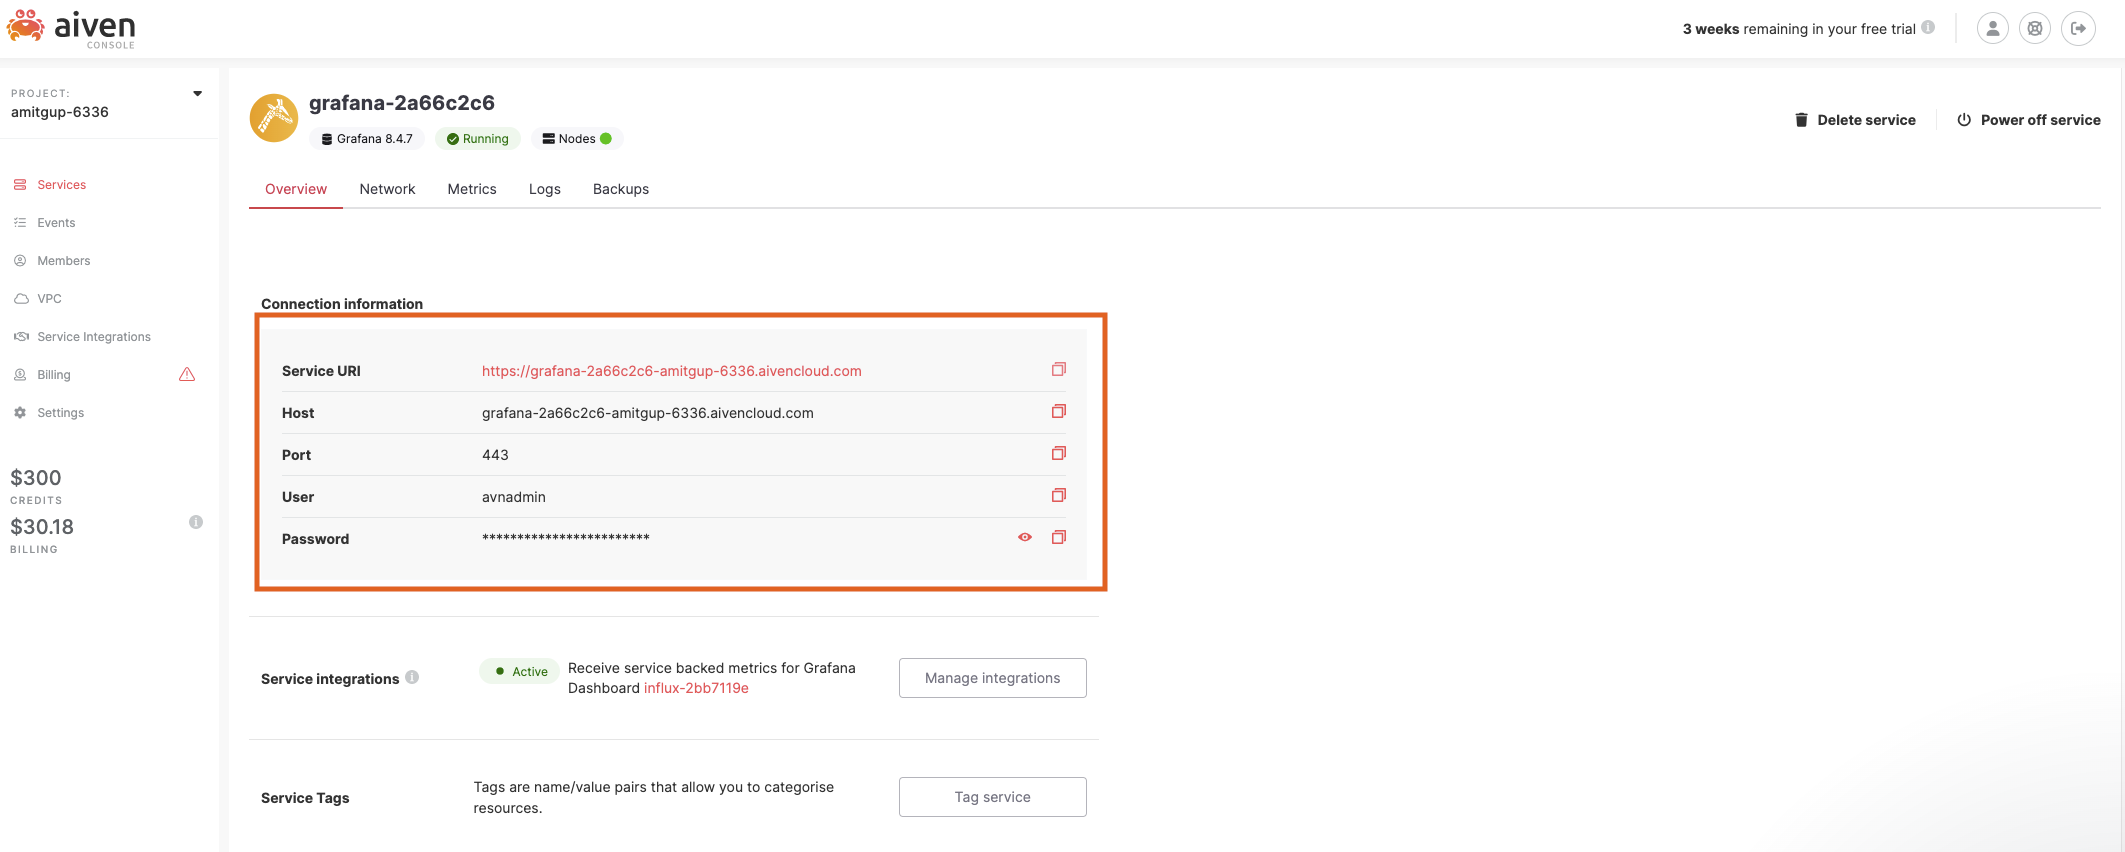 aiven
CONSOLE
3 weeks remaining in your free trial
PROJECT:
amitgup-6336
Services
Events
Members
VPC
Service Integrations
Billing
Settings
$300
CREDITS
$30.18
BILLING
grafana-2a66c2c6
Grafana 8.4.7
Running
Nodes
Delete service
Power off service
Overview
Network
Metrics
Logs
Backups
Connection information
Service URI https://grafana-2a66c2c6-amitgup-6336.aivencloud.com
Host grafana-2a66c2c6-amitgup-6336.aivencloud.com
Port 443
User avnadmin
Password ************************
Service integrations
Active
Receive service backed metrics for Grafana
Dashboard influx-2bb7119e
Manage integrations
Service Tags
Tags are name/value pairs that allow you to categorise
resources.
Tag service